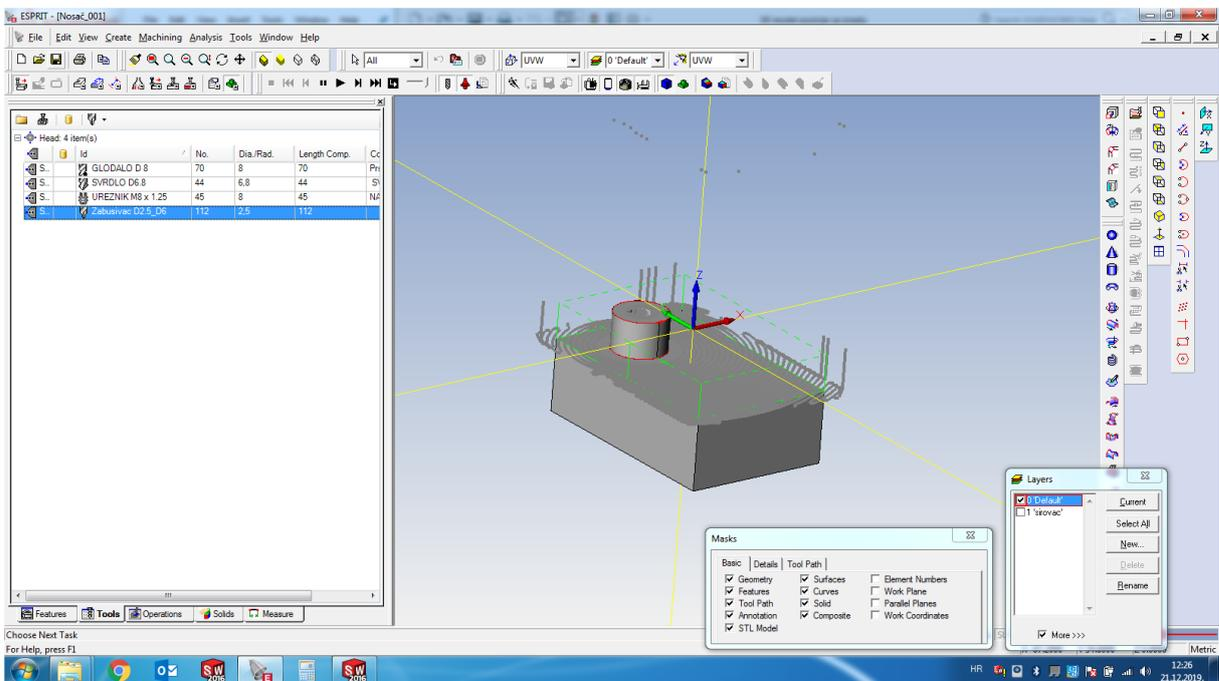 ESPRIT - [Nosač_001]
File Edit View Create Machining Analysis Tools Window Help
All
UVW
0 'Default'
UVW
Head: 4 item(s)
Id No. Dia./Rad. Length Comp. Co
S.. GLODALO D 8 70 8 70
S.. SVRDLO D6.8 44 6,8 44
S.. UREZNIK M8 x 1.25 45 8 45
S.. Zabusivac D2.5_D6 112 2,5 112
Z
X
Layers
0 'Default'
1 'sirovac'
Current
Select All
New...
Delete
Rename
More >>>
Masks
Basic Details Tool Path
Geometry Surfaces Element Numbers
Features Curves Work Plane
Tool Path Solid Parallel Planes
Annotation Composite Work Coordinates
STL Model
Features Tools Operations Solids Measure
Choose Next Task
For Help, press F1
Metric
SW 2016
SW 2016
HR
12:26
21.12.2019.